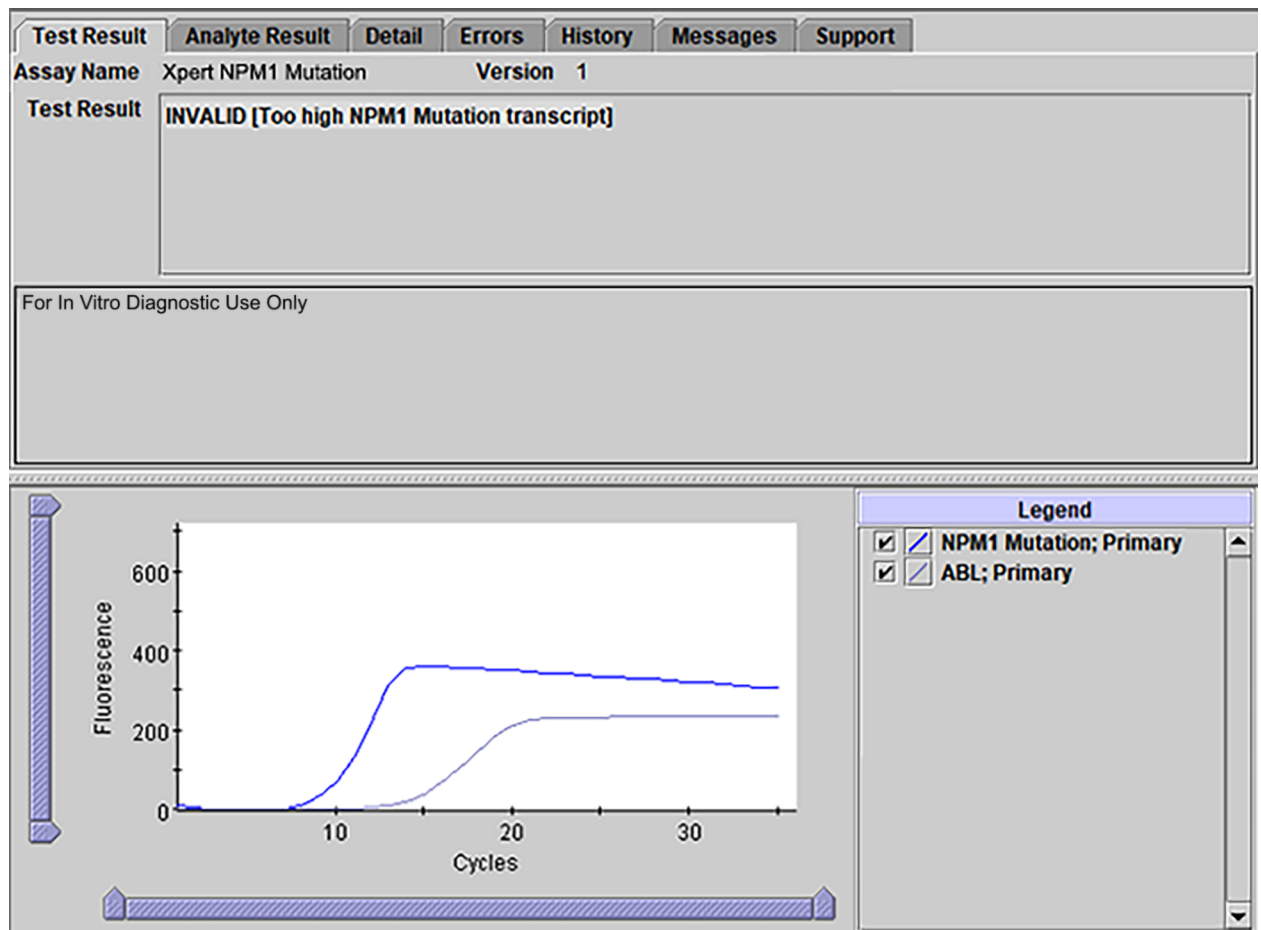 Test Result Analyte Result Detail Errors History Messages Support
Assay Name Xpert NPM1 Mutation Version 1
Test Result INVALID [Too high NPM1 Mutation transcript]
For In Vitro Diagnostic Use Only
Legend
NPM1 Mutation; Primary
ABL; Primary
600
400
200
0
Fluorescence
10 20 30
Cycles